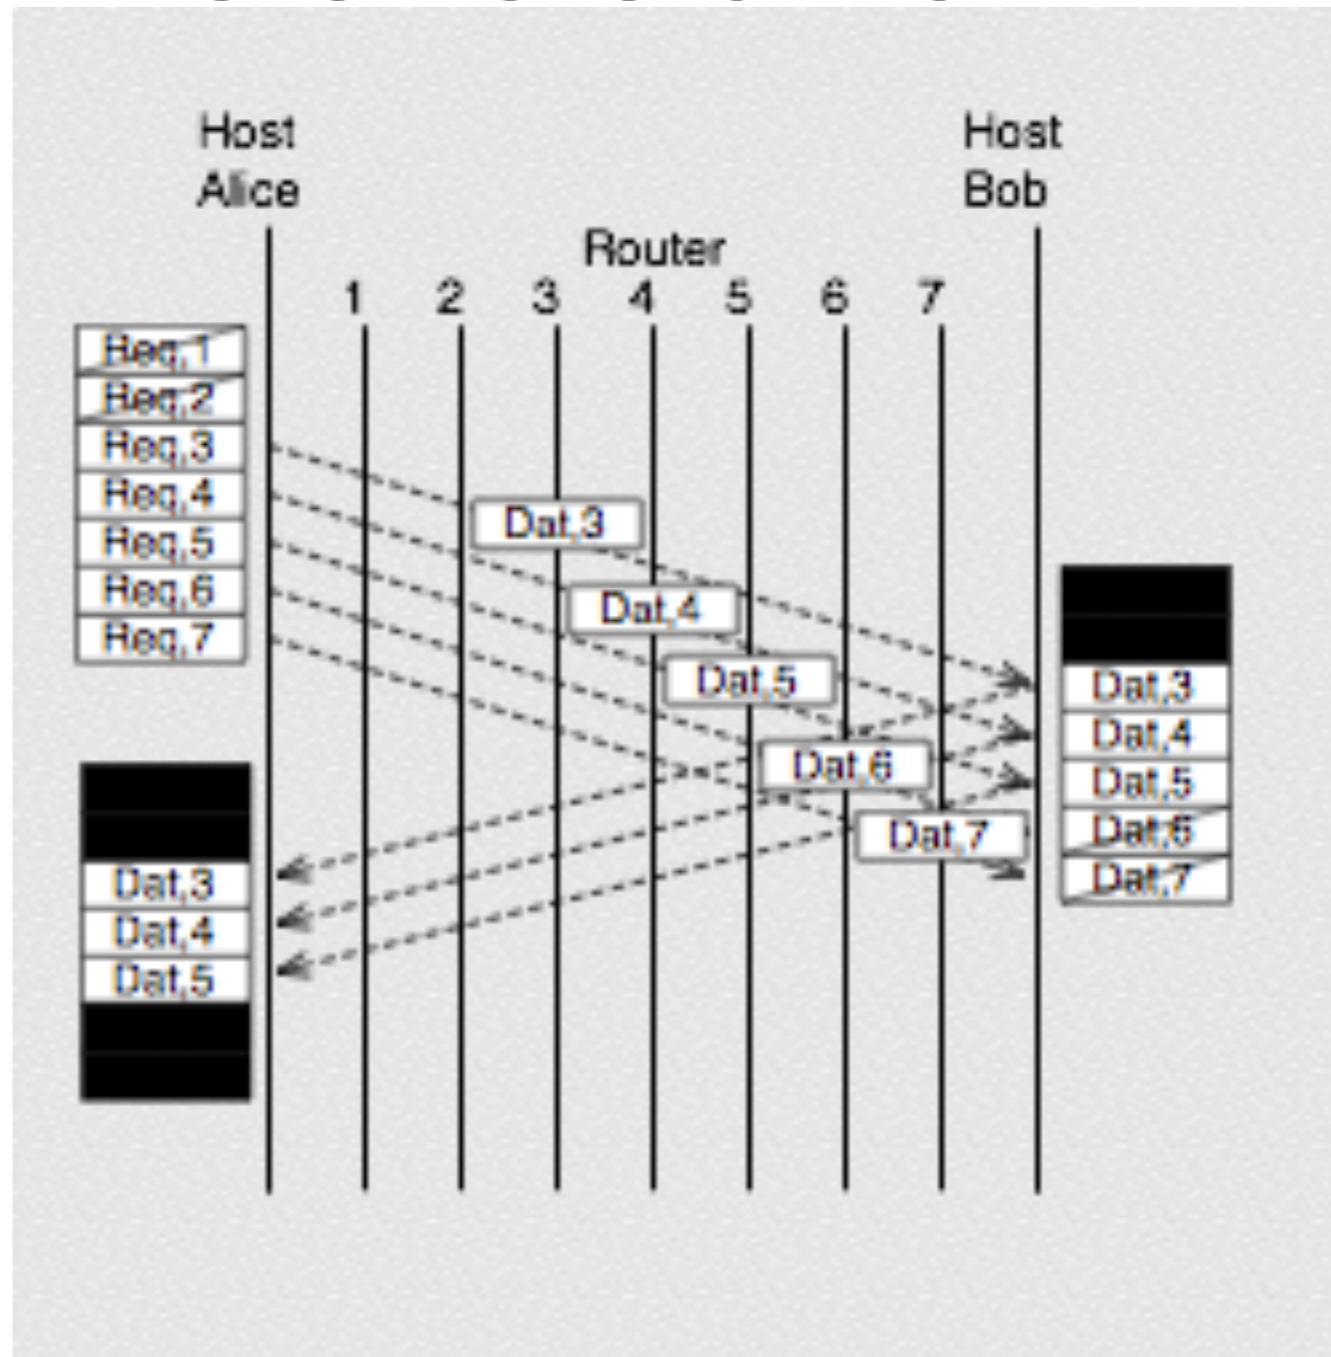 Host
Alice
Host
Bob
Router
1 2 3 4 5 6 7
Req,1
Req,2
Req,3
Req,4
Req,5
Req,6
Req,7
Dat,3
Dat,4
Dat,5
Dat,6
Dat,7
Dat,3
Dat,4
Dat,5
Dat,6
Dat,7
Dat,3
Dat,4
Dat,5